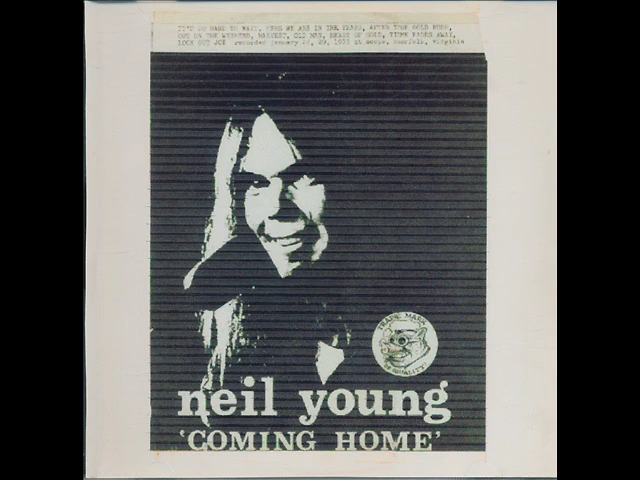 IT'S SO HARD TO WAIT, HERE WE ARE IN THE YEARS, AFTER THE GOLD RUSH,
OUT ON THE WEEKEND, HARVEST, OLD MAN, HEART OF GOLD, TIME FADES AWAY,
LOOK OUT JOE recorded january 29, 1973 at scope, norfolk, virginia
TRADE MARK
OF QUALITY
neil young
'COMING HOME'